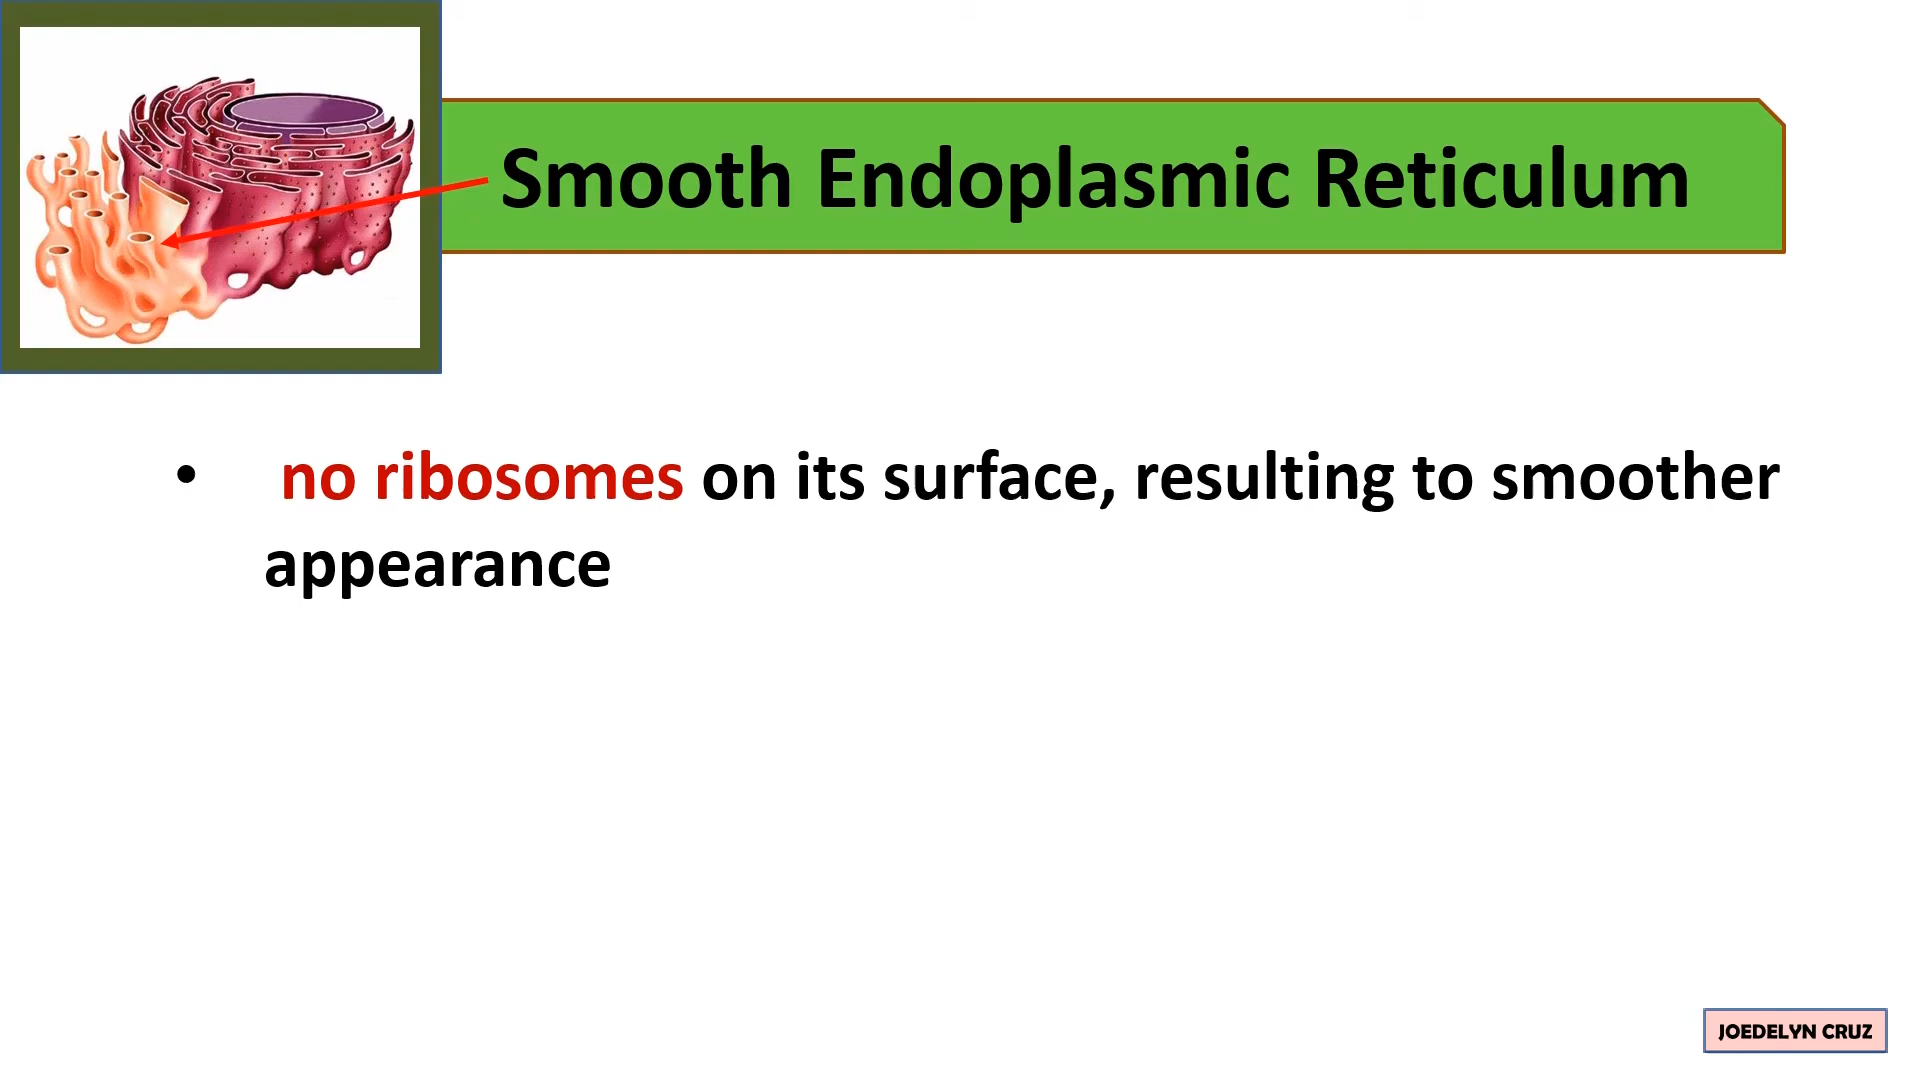 Smooth Endoplasmic Reticulum
• no ribosomes on its surface, resulting to smoother
appearance
JOEDELYN CRUZ